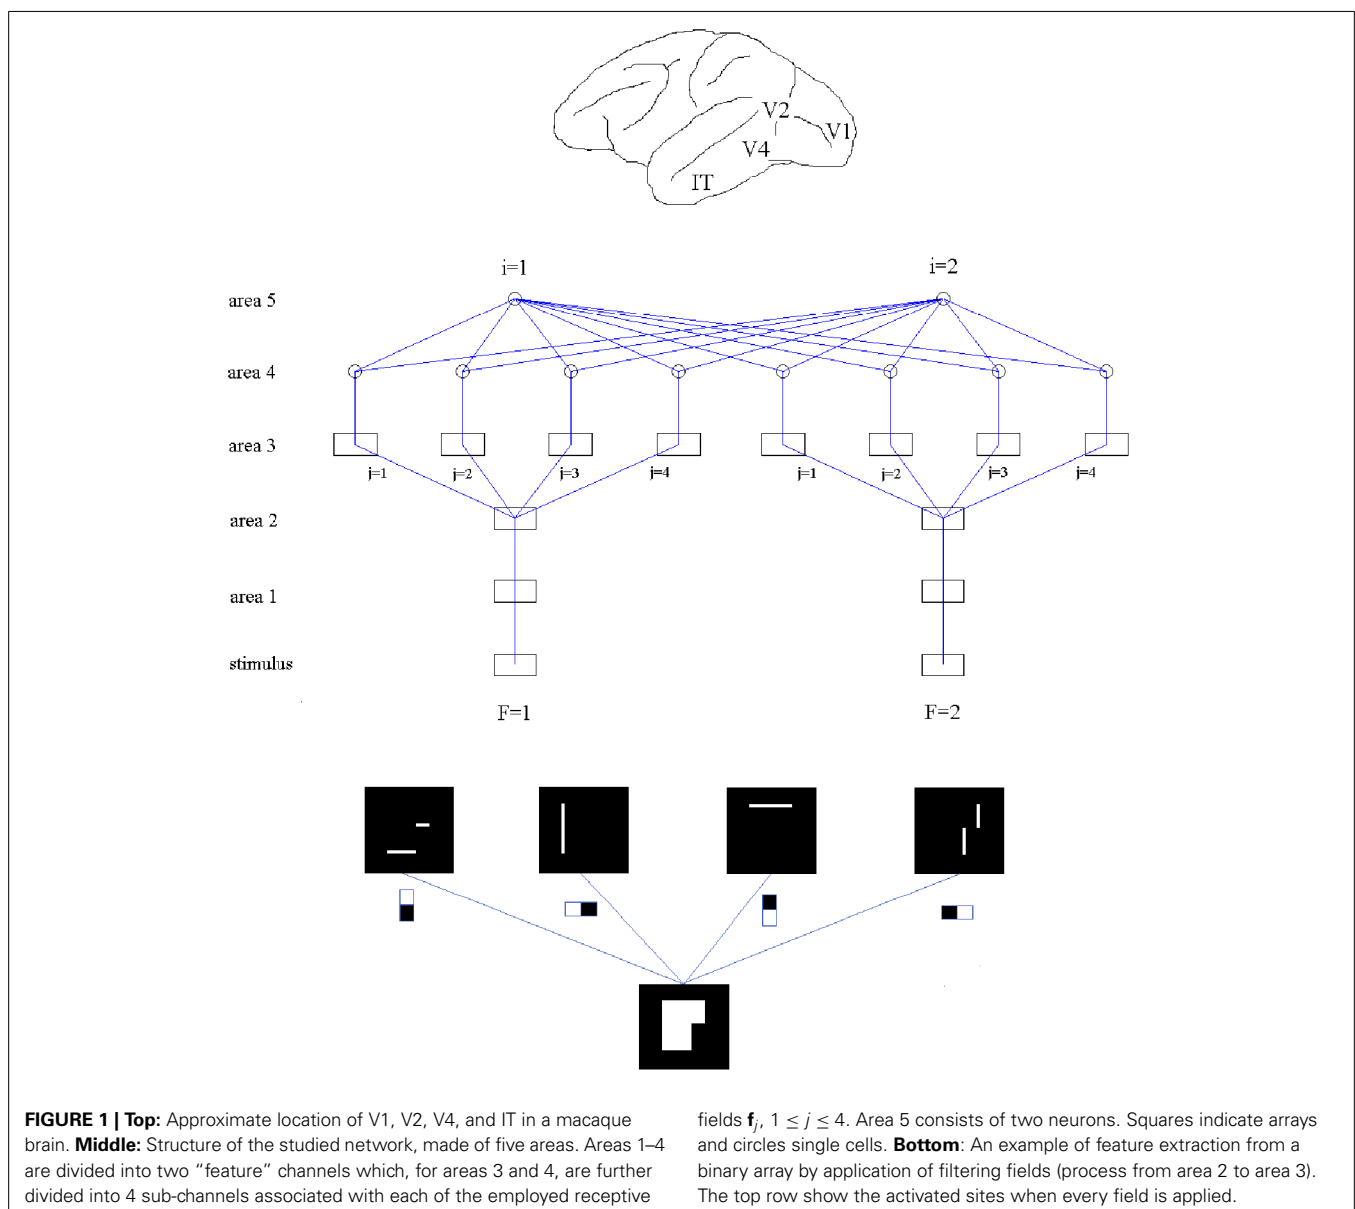 V2
V1
V4
IT
i=1 i=2
area 5
area 4
area 3
j=1 j=2 j=3 j=4 j=1 j=2 j=3 j=4
area 2
area 1
stimulus
F=1 F=2
FIGURE 1 | Top: Approximate location of V1, V2, V4, and IT in a macaque
brain. Middle: Structure of the studied network, made of five areas. Areas 1–4
are divided into two “feature” channels which, for areas 3 and 4, are further
divided into 4 sub-channels associated with each of the employed receptive
fields fj, 1 ≤ j ≤ 4. Area 5 consists of two neurons. Squares indicate arrays
and circles single cells. Bottom: An example of feature extraction from a
binary array by application of filtering fields (process from area 2 to area 3).
The top row show the activated sites when every field is applied.